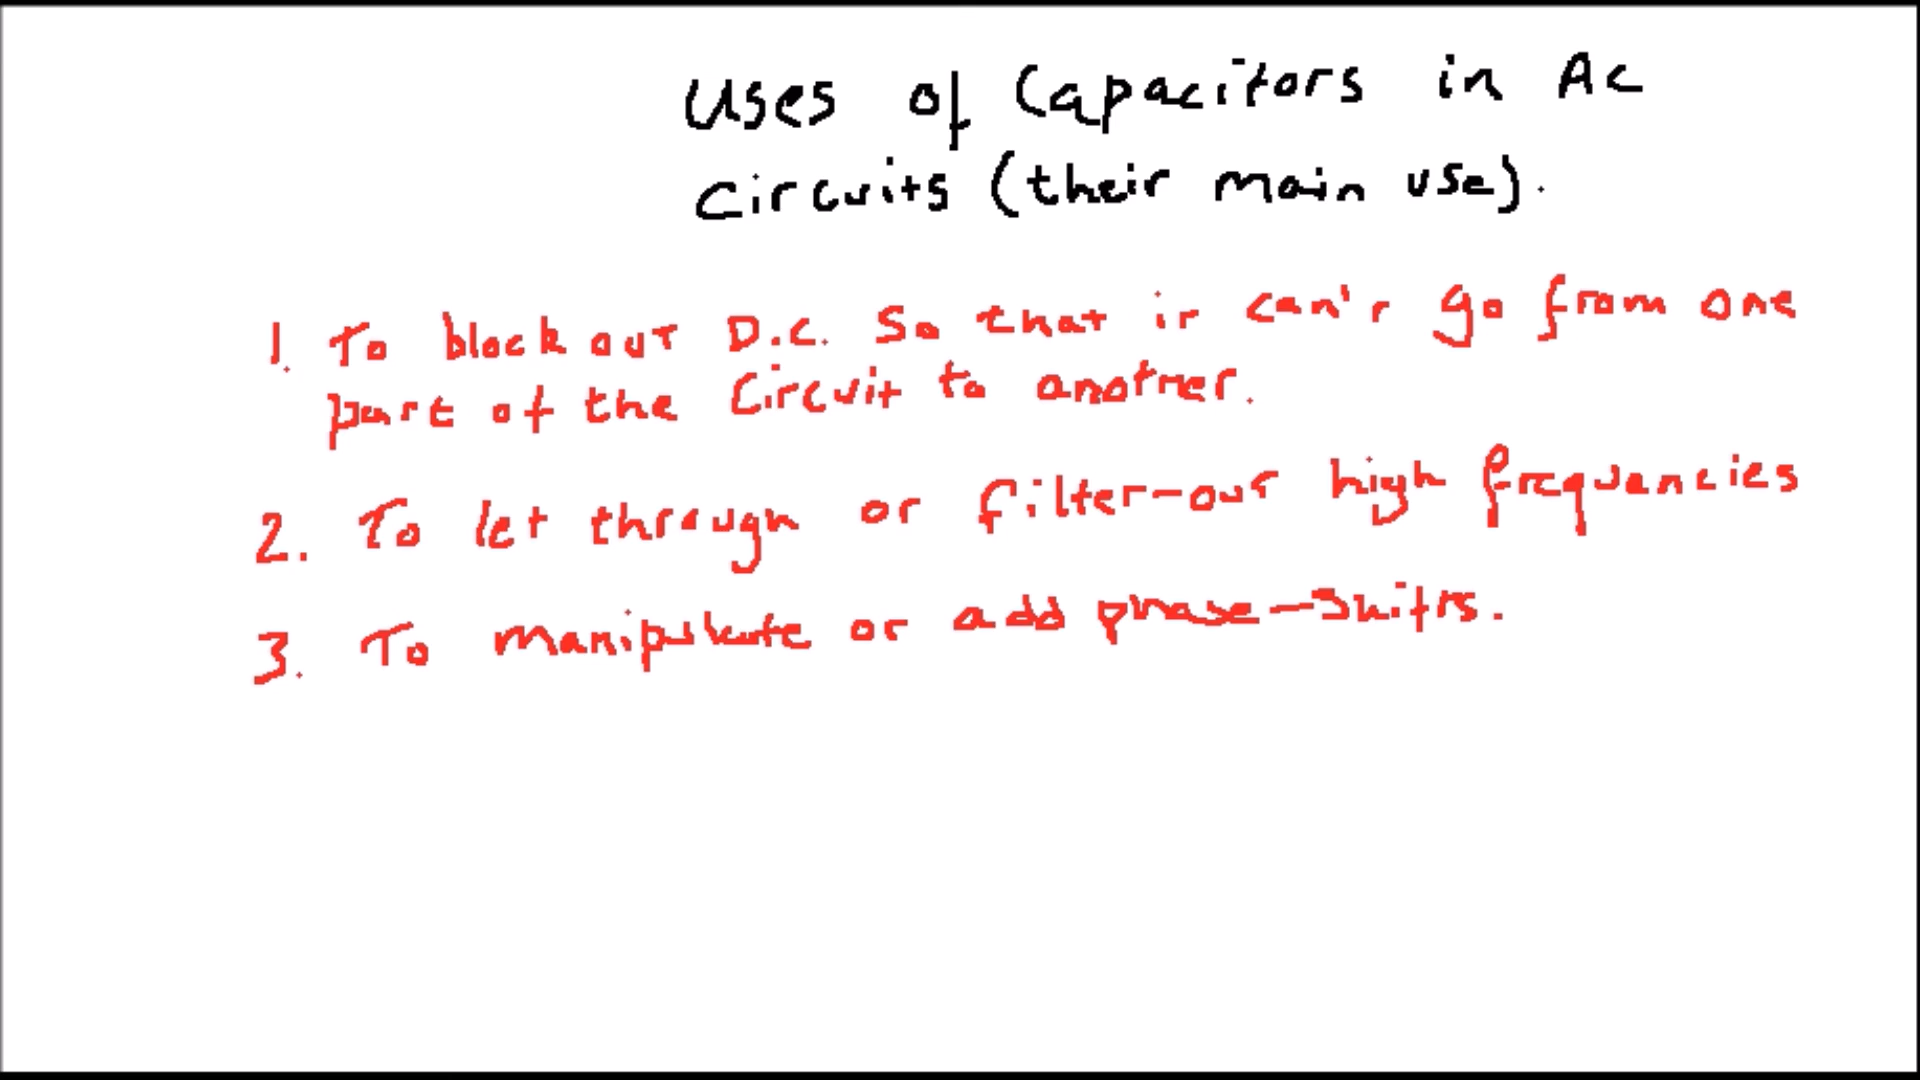 Uses of Capacitors in AC
Circuits (their main use).
1. To block out D.C. So that it can't go from one
part of the Circuit to another.
2. To let through or filter-out high frequencies
3. To manipulate or add phase-shifts.